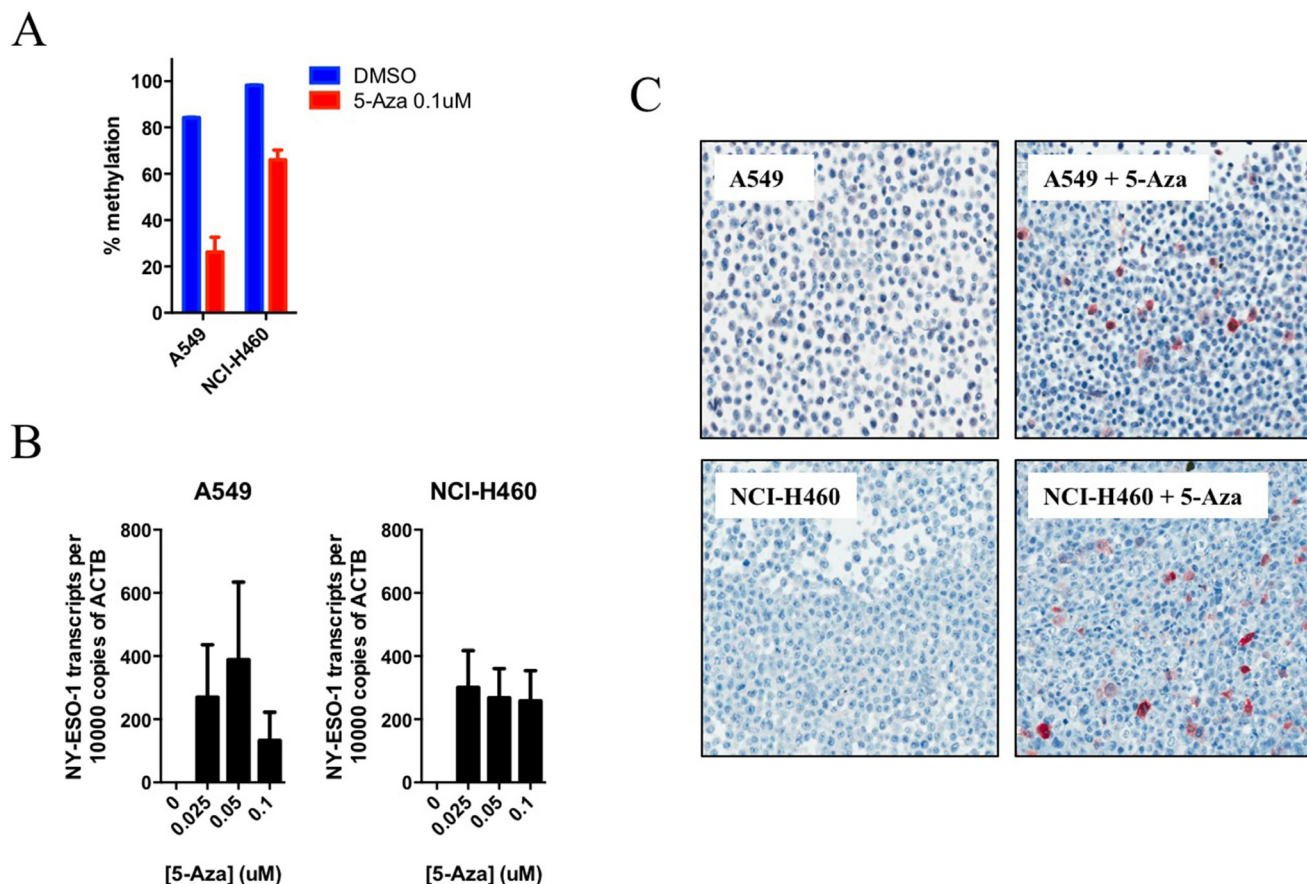 A
100
80
60
40
20
0
% methylation
A549
NCI-H460
DMSO
5-Aza 0.1uM
B
A549
800
600
400
200
0
NY-ESO-1 transcripts per
10000 copies of ACTB
0
0.025
0.05
0.1
[5-Aza] (uM)
NCI-H460
800
600
400
200
0
NY-ESO-1 transcripts per
10000 copies of ACTB
0
0.025
0.05
0.1
[5-Aza] (uM)
C
A549
A549 + 5-Aza
NCI-H460
NCI-H460 + 5-Aza